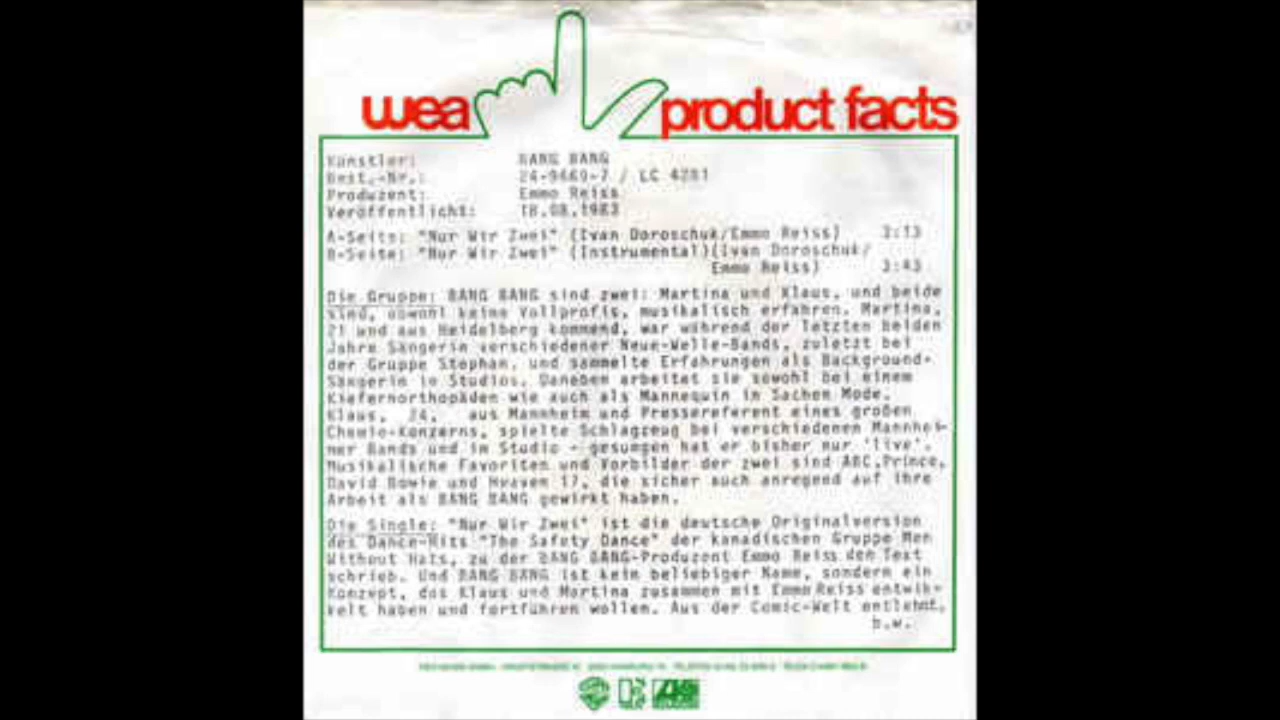 wea product facts
Künstler: BANG BANG
Best.-Nr.: 24-9669-7 / LC 4281
Produzent: Emmo Reiss
Veröffentlicht: 18.08.1983
A-Seite: "Nur Wir Zwei" (Ivan Doroschuk/Emmo Reiss) 3:13
B-Seite: "Nur Wir Zwei" (Instrumental)(Ivan Doroschuk/
Emmo Reiss) 3:43
Die Gruppe: BANG BANG sind zwei: Martina und Klaus, und beide
sind, obwohl keine Vollprofis, musikalisch erfahren. Martina,
21 und aus Heidelberg kommend, war während der letzten beiden
Jahre Sängerin verschiedener Neue-Welle-Bands, zuletzt bei
der Gruppe Stephan, und sammelte Erfahrungen als Background-
Sängerin in Studios. Daneben arbeitet sie sowohl bei einem
Kiefernorthopäden wie auch als Mannequin in Sachen Mode.
Klaus, 24, aus Mannheim und Pressereferent eines großen
Chemie-Konzerns, spielte Schlagzeug bei verschiedenen Mannhei-
mer Bands und im Studio - gesungen hat er bisher nur 'live'.
Musikalische Favoriten und Vorbilder der zwei sind ABC,Prince,
David Bowie und Heaven 17, die sicher auch anregend auf ihre
Arbeit als BANG BANG gewirkt haben.
Die Single: "Nur Wir Zwei" ist die deutsche Originalversion
des Dance-Hits "The Safety Dance" der kanadischen Gruppe Men
Without Hats, zu der BANG BANG-Produzent Emmo Reiss den Text
schrieb. Und BANG BANG ist kein beliebiger Name, sondern ein
Konzept, das Klaus und Martina zusammen mit Emmo Reiss entwik-
kelt haben und fortführen wollen. Aus der Comic-Welt entlehnt,
b.w.